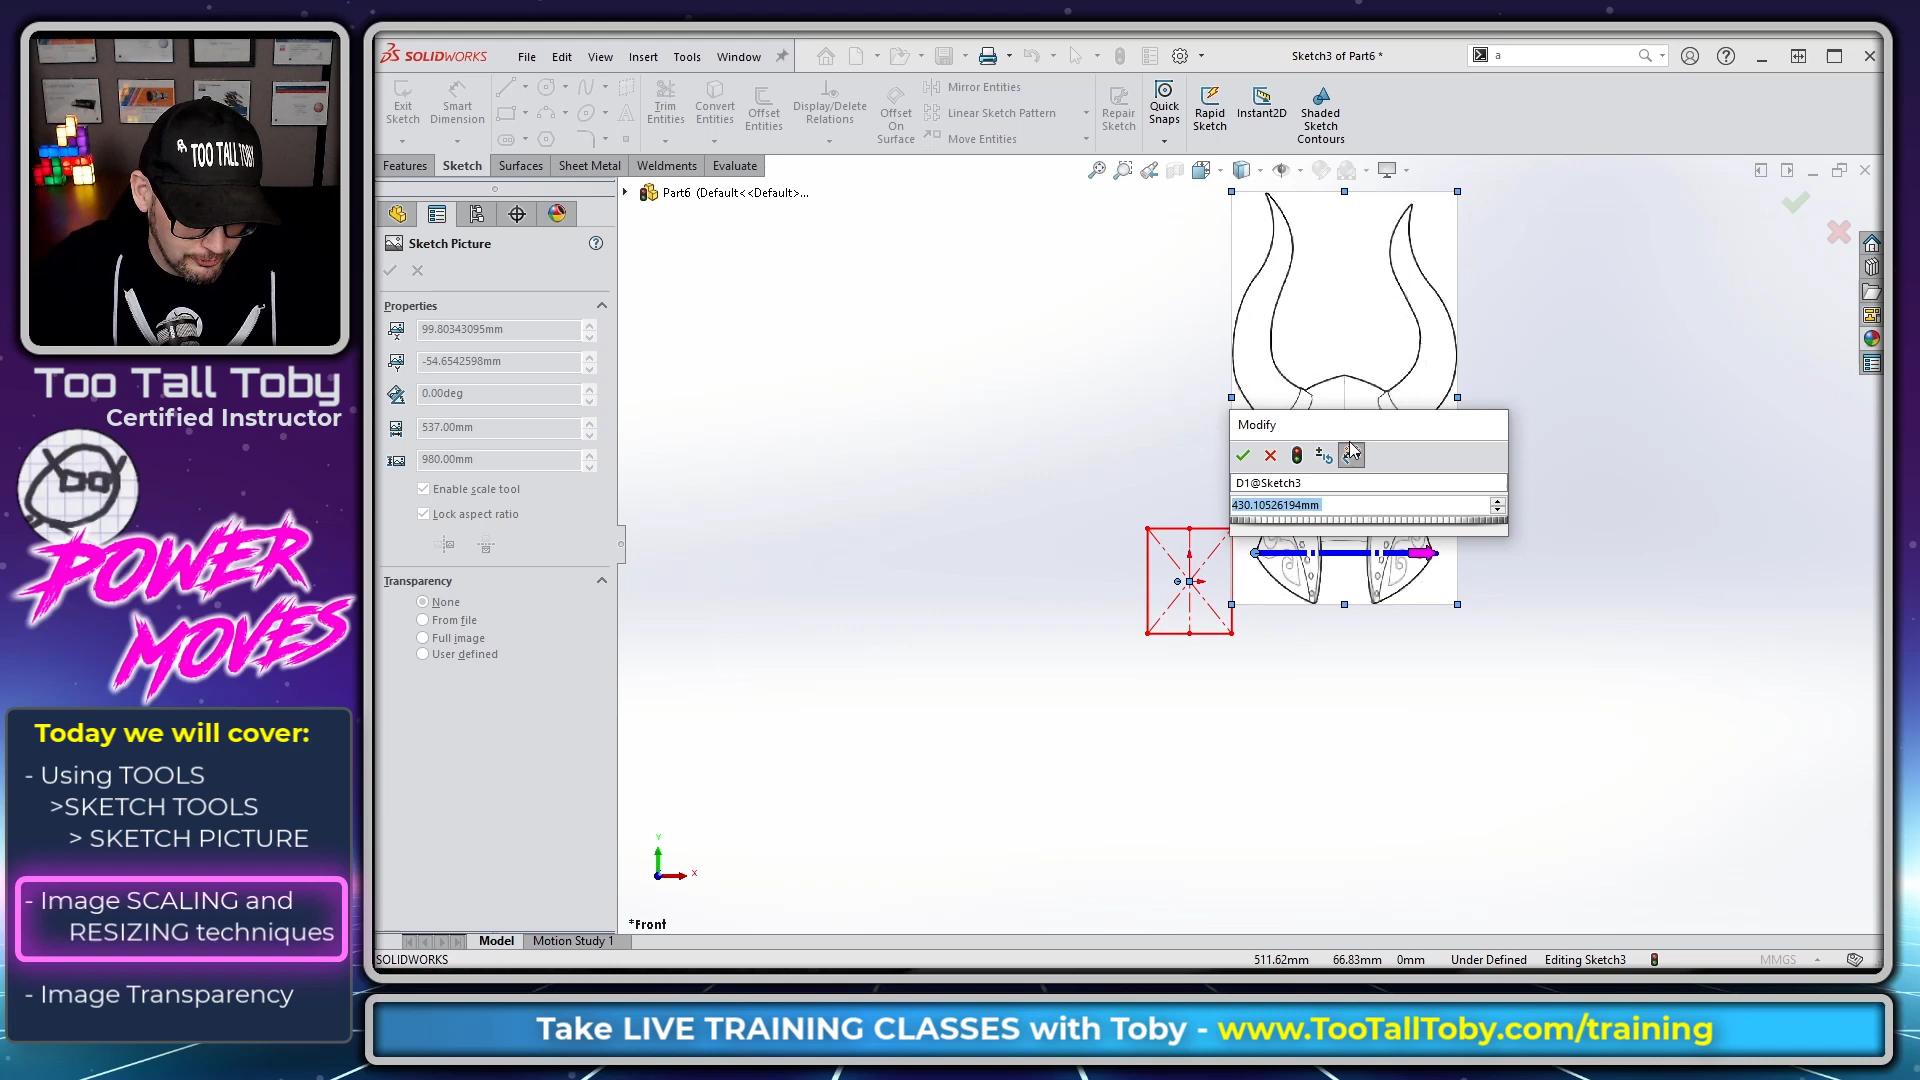 TOO TALL TOBY
Too Tall Toby
Certified Instructor
POWER
MOVES
Today we will cover:
- Using TOOLS
>SKETCH TOOLS
> SKETCH PICTURE
- Image SCALING and
RESIZING techniques
- Image Transparency
SOLIDWORKS
File
Edit
View
Insert
Tools
Window
Sketch3 of Part6 *
a
Exit
Sketch
Smart
Dimension
Trim
Entities
Convert
Entities
Offset
Entities
Display/Delete
Relations
Offset
On
Surface
Mirror Entities
Linear Sketch Pattern
Move Entities
Repair
Sketch
Quick
Snaps
Rapid
Sketch
Instant2D
Shaded
Sketch
Contours
Features
Sketch
Surfaces
Sheet Metal
Weldments
Evaluate
Part6 (Default<<Default>...
Sketch Picture
Properties
99.80343095mm
-54.6542598mm
0.00deg
537.00mm
980.00mm
Enable scale tool
Lock aspect ratio
Transparency
None
From file
Full image
User defined
Modify
D1@Sketch3
430.10526194mm
Y
X
*Front
Model
Motion Study 1
SOLIDWORKS
511.62mm
66.83mm
0mm
Under Defined
Editing Sketch3
MMGS
Take LIVE TRAINING CLASSES with Toby - www.TooTallToby.com/training